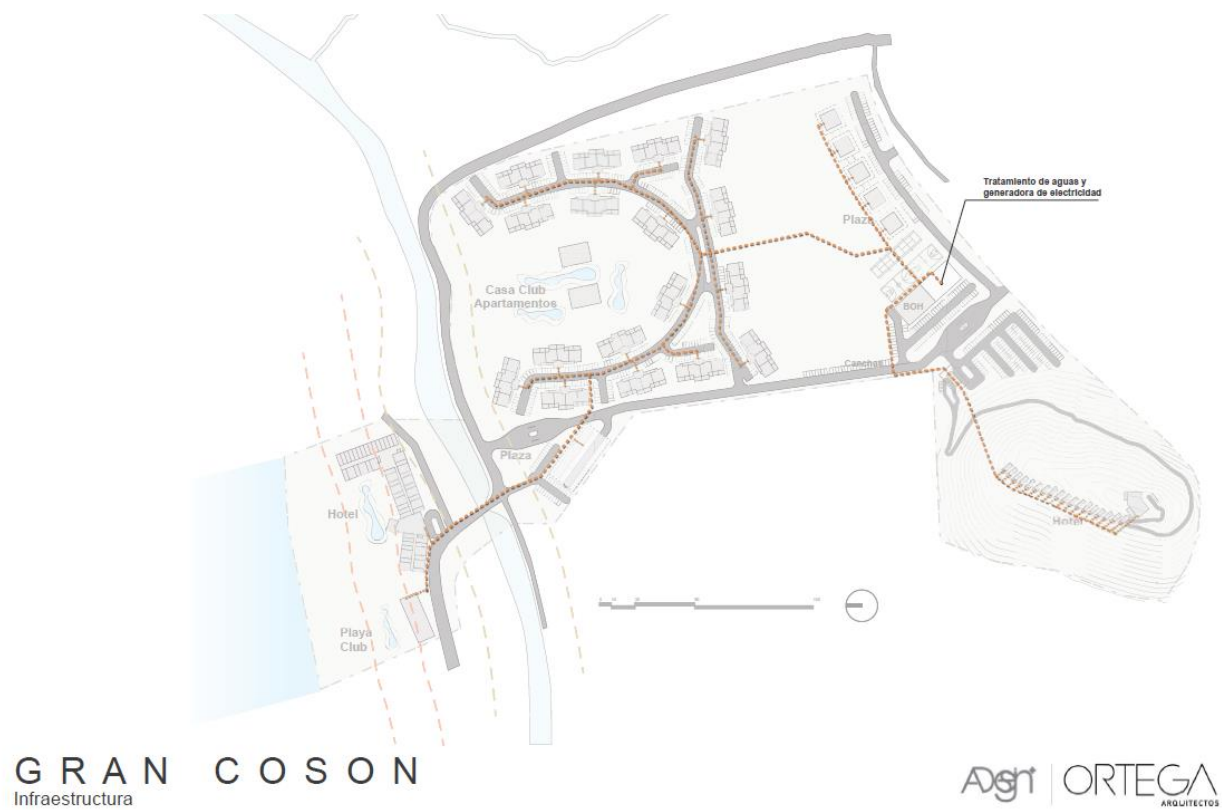 Tratamiento de aguas y
generadora de electricidad
Plaza
Casa Club
Apartamentos
BOH
Canchas
Plaza
Hotel
Hotel
Playa
Club
GRAN COSON
Infraestructura
ORTEGA
ARQUITECTOS